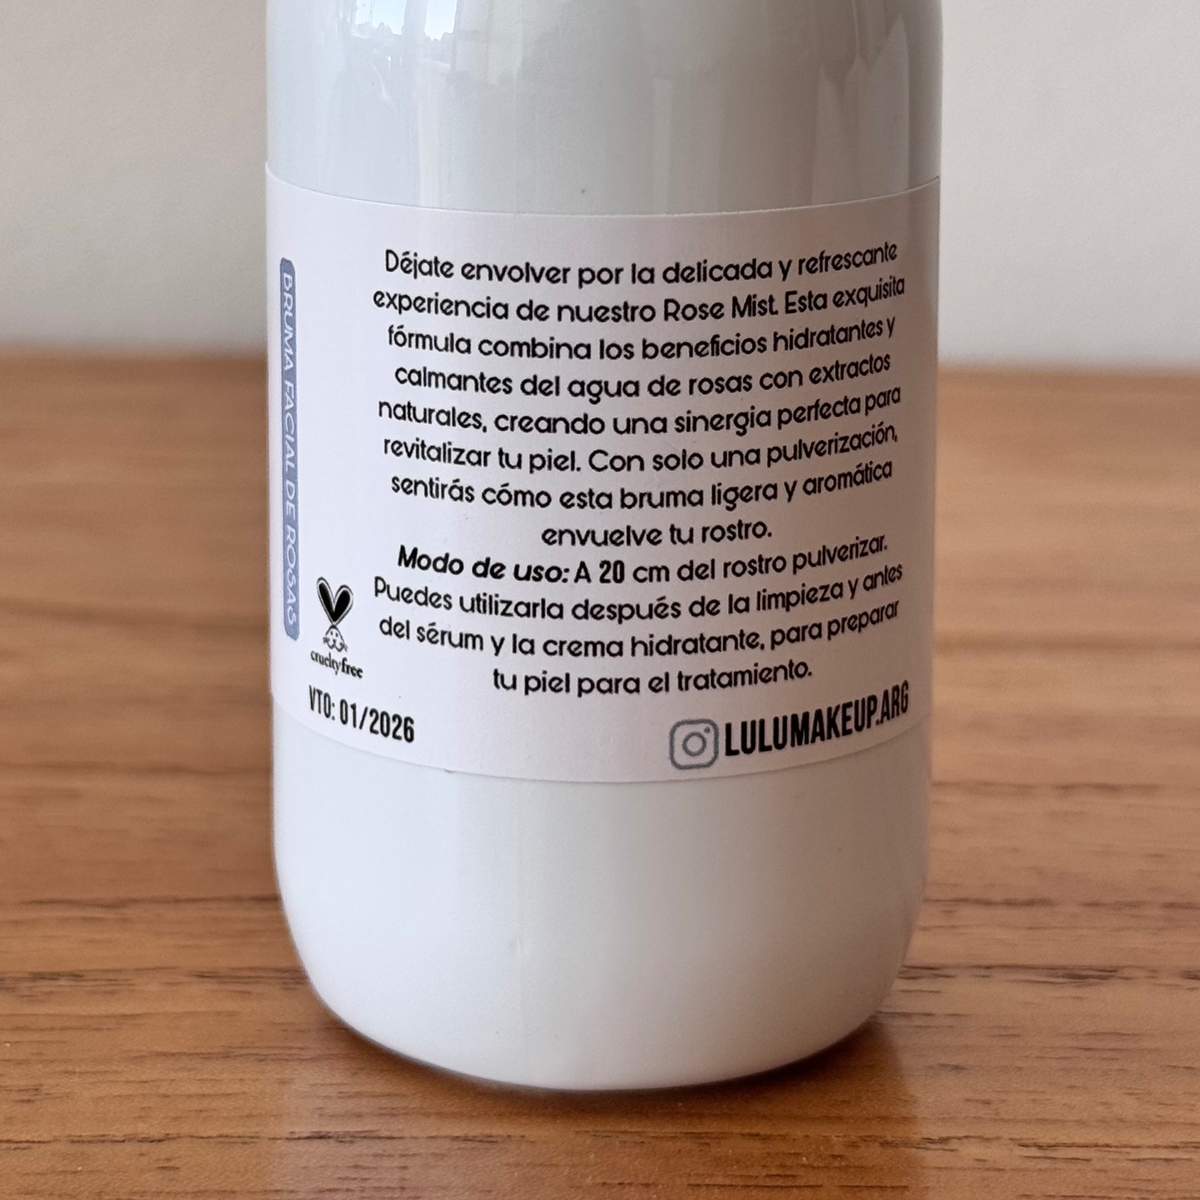 BRUMA FACIAL DE ROSAS
Déjate envolver por la delicada y refrescante
experiencia de nuestro Rose Mist. Esta exquisita
fórmula combina los beneficios hidratantes y
calmantes del agua de rosas con extractos
naturales, creando una sinergia perfecta para
revitalizar tu piel. Con solo una pulverización,
sentirás cómo esta bruma ligera y aromática
envuelve tu rostro.
Modo de uso: A 20 cm del rostro pulverizar.
Puedes utilizarla después de la limpieza y antes
del sérum y la crema hidratante, para preparar
tu piel para el tratamiento.
crueltyfree
VTO: 01/2026
LULUMAKEUP.ARG